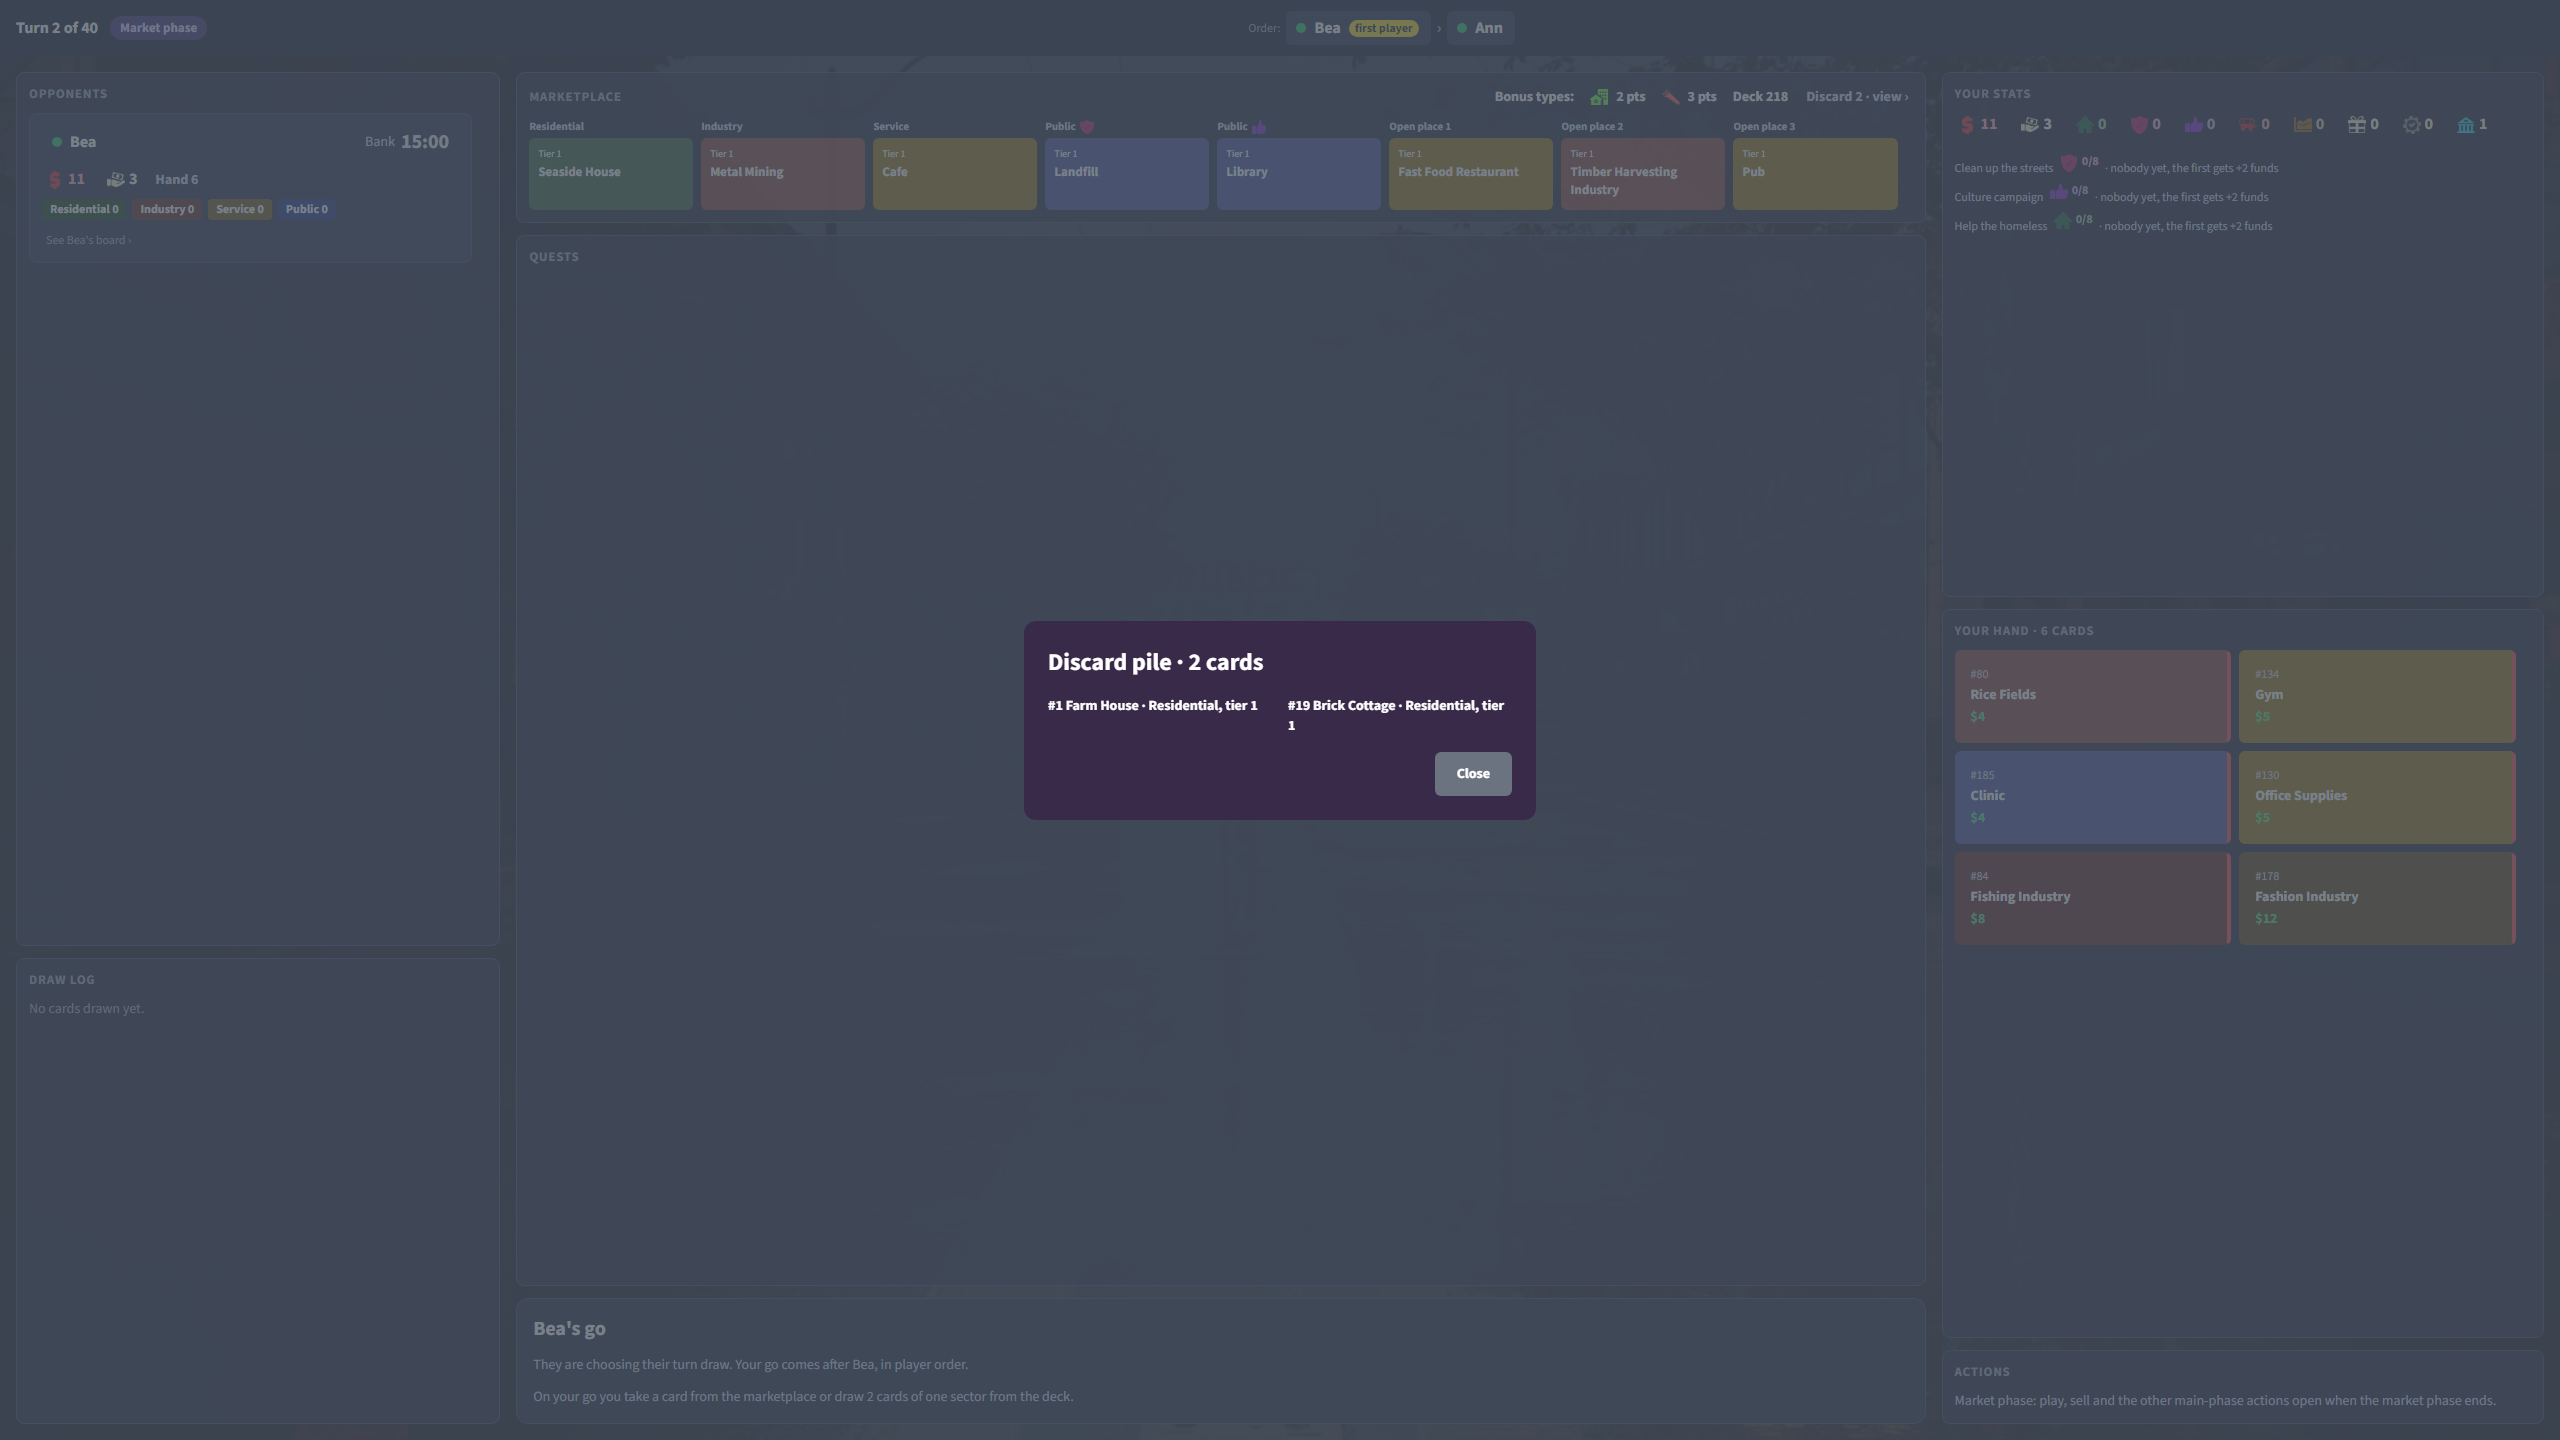 Turn 2 of 40 Market phase
Order: Bea first player › Ann
OPPONENTS
Bea Bank 15:00
11 3 Hand 6
Residential 0 Industry 0 Service 0 Public 0
See Bea's board ›
DRAW LOG
No cards drawn yet.
MARKETPLACE Bonus types: 2 pts 3 pts Deck 218 Discard 2 · view ›
Residential Industry Service Public Public Open place 1 Open place 2 Open place 3
Tier 1 Tier 1 Tier 1 Tier 1 Tier 1 Tier 1 Tier 1 Tier 1
Seaside House Metal Mining Cafe Landfill Library Fast Food Restaurant Timber Harvesting Pub
Industry
QUESTS
Discard pile · 2 cards
#1 Farm House · Residential, tier 1 #19 Brick Cottage · Residential, tier
1
Close
Bea's go
They are choosing their turn draw. Your go comes after Bea, in player order.
On your go you take a card from the marketplace or draw 2 cards of one sector from the deck.
YOUR STATS
$ 11 3 0 0 0 0 0 0 0 1
Clean up the streets 0/8 · nobody yet, the first gets +2 funds
Culture campaign 0/8 · nobody yet, the first gets +2 funds
Help the homeless 0/8 · nobody yet, the first gets +2 funds
YOUR HAND · 6 CARDS
#80 #134
Rice Fields Gym
$4 $5
#185 #130
Clinic Office Supplies
$4 $5
#84 #178
Fishing Industry Fashion Industry
$8 $12
ACTIONS
Market phase: play, sell and the other main-phase actions open when the market phase ends.